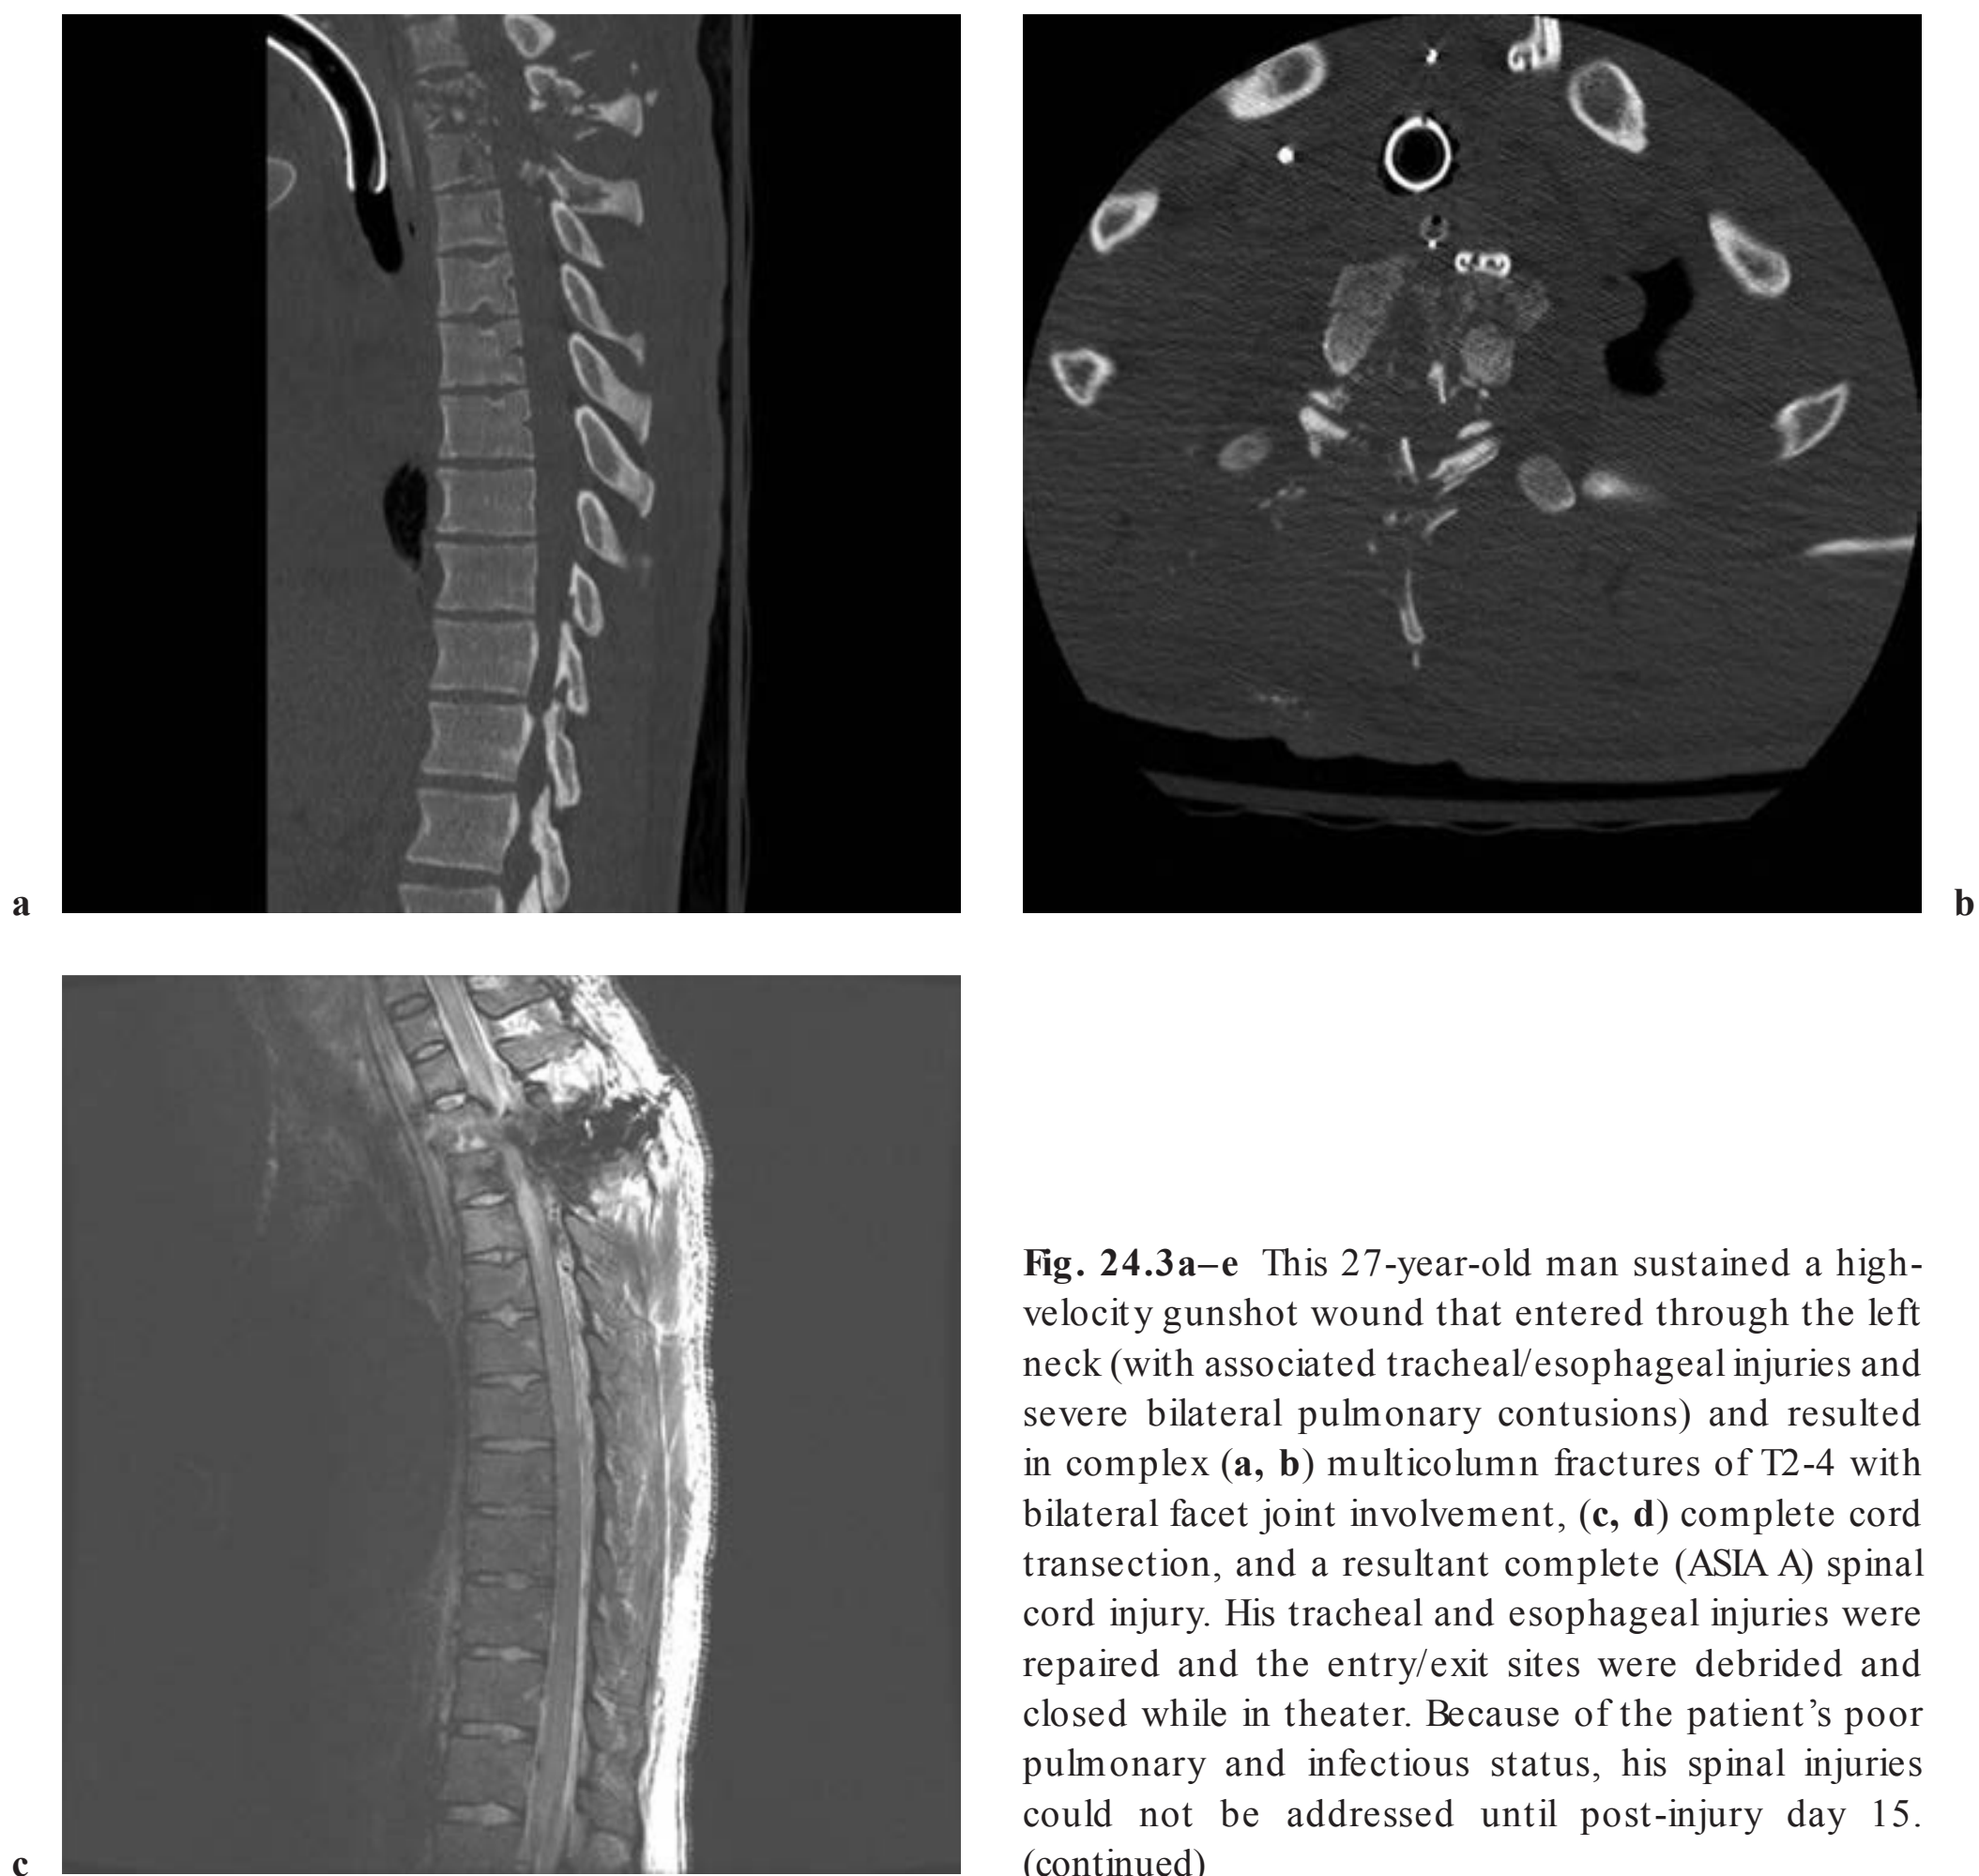 a
b
c
Fig. 24.3a–e This 27-year-old man sustained a high-
velocity gunshot wound that entered through the left
neck (with associated tracheal/esophageal injuries and
severe bilateral pulmonary contusions) and resulted
in complex (a, b) multicolumn fractures of T2-4 with
bilateral facet joint involvement, (c, d) complete cord
transection, and a resultant complete (ASIA A) spinal
cord injury. His tracheal and esophageal injuries were
repaired and the entry/exit sites were debrided and
closed while in theater. Because of the patient’s poor
pulmonary and infectious status, his spinal injuries
could not be addressed until post-injury day 15.
(continued)